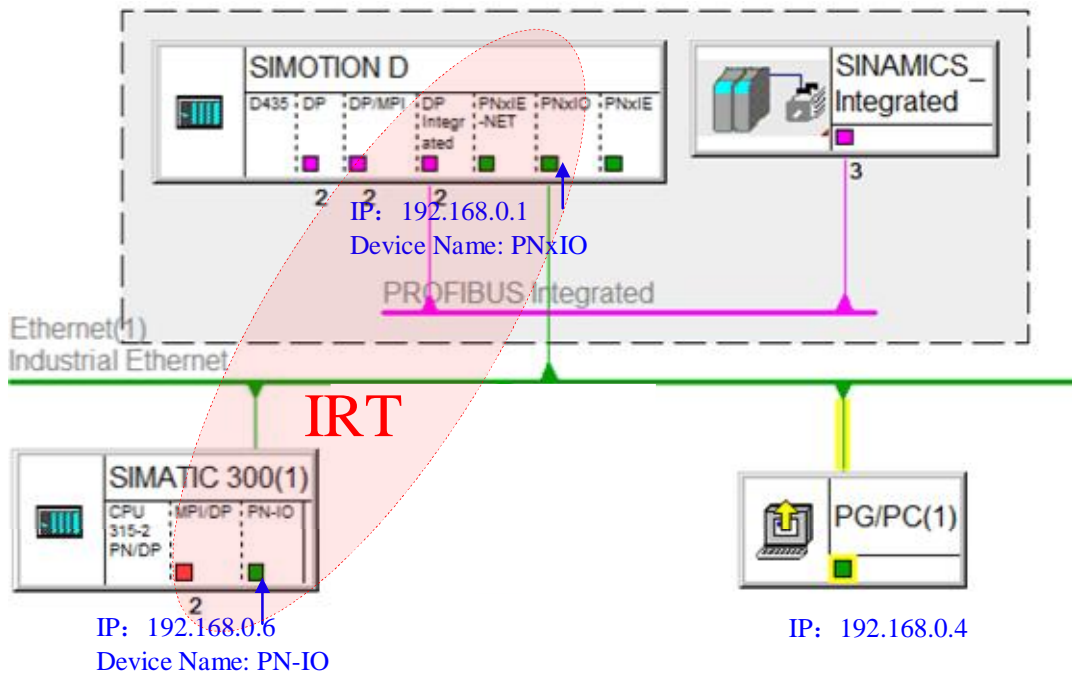 SIMOTION D
D435
DP
DP/MPI
DP
Integr
ated
PNxIE
-NET
PNxIO
PNxIE
2
2
2
SINAMICS_
Integrated
3
IP：192.168.0.1
Device Name: PNxIO
PROFIBUS Integrated
Ethernet(1)
Industrial Ethernet
IRT
SIMATIC 300(1)
CPU
315-2
PN/DP
MPI/DP
PN-IO
2
IP：192.168.0.6
Device Name: PN-IO
PG/PC(1)
IP：192.168.0.4